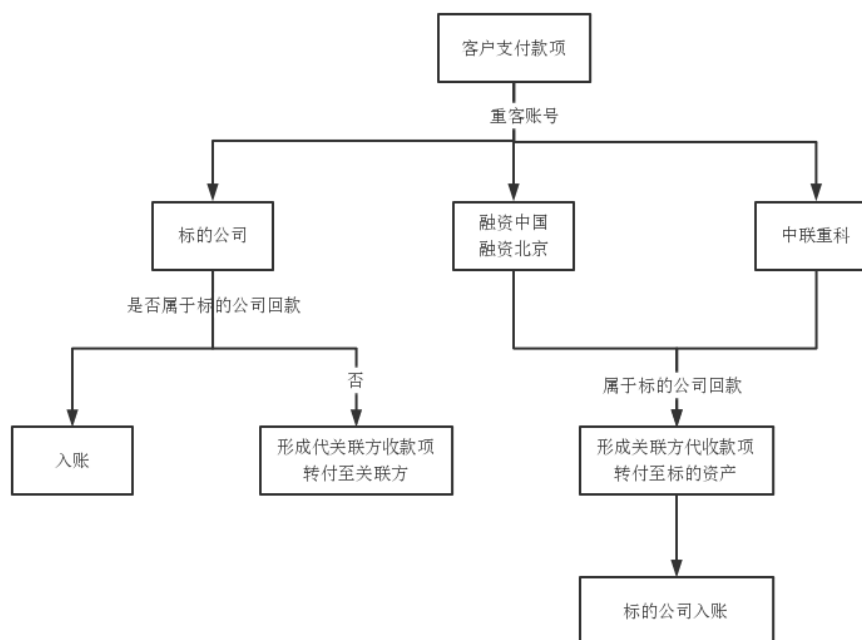 客户支付款项
重客账号
标的公司
融资中国
融资北京
中联重科
是否属于标的公司回款
否
属于标的公司回款
入账
形成代关联方收款项
转付至关联方
形成关联方代收款项
转付至标的资产
标的公司入账